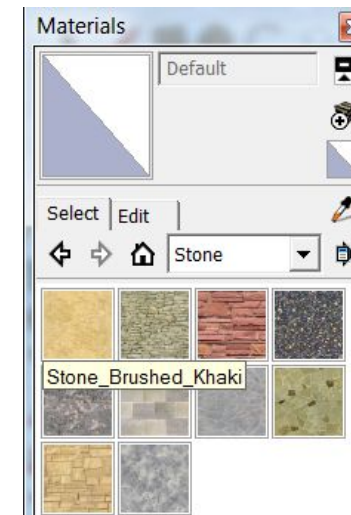 Materials
Default
Select
Edit
Stone
Stone_Brushed_Khaki